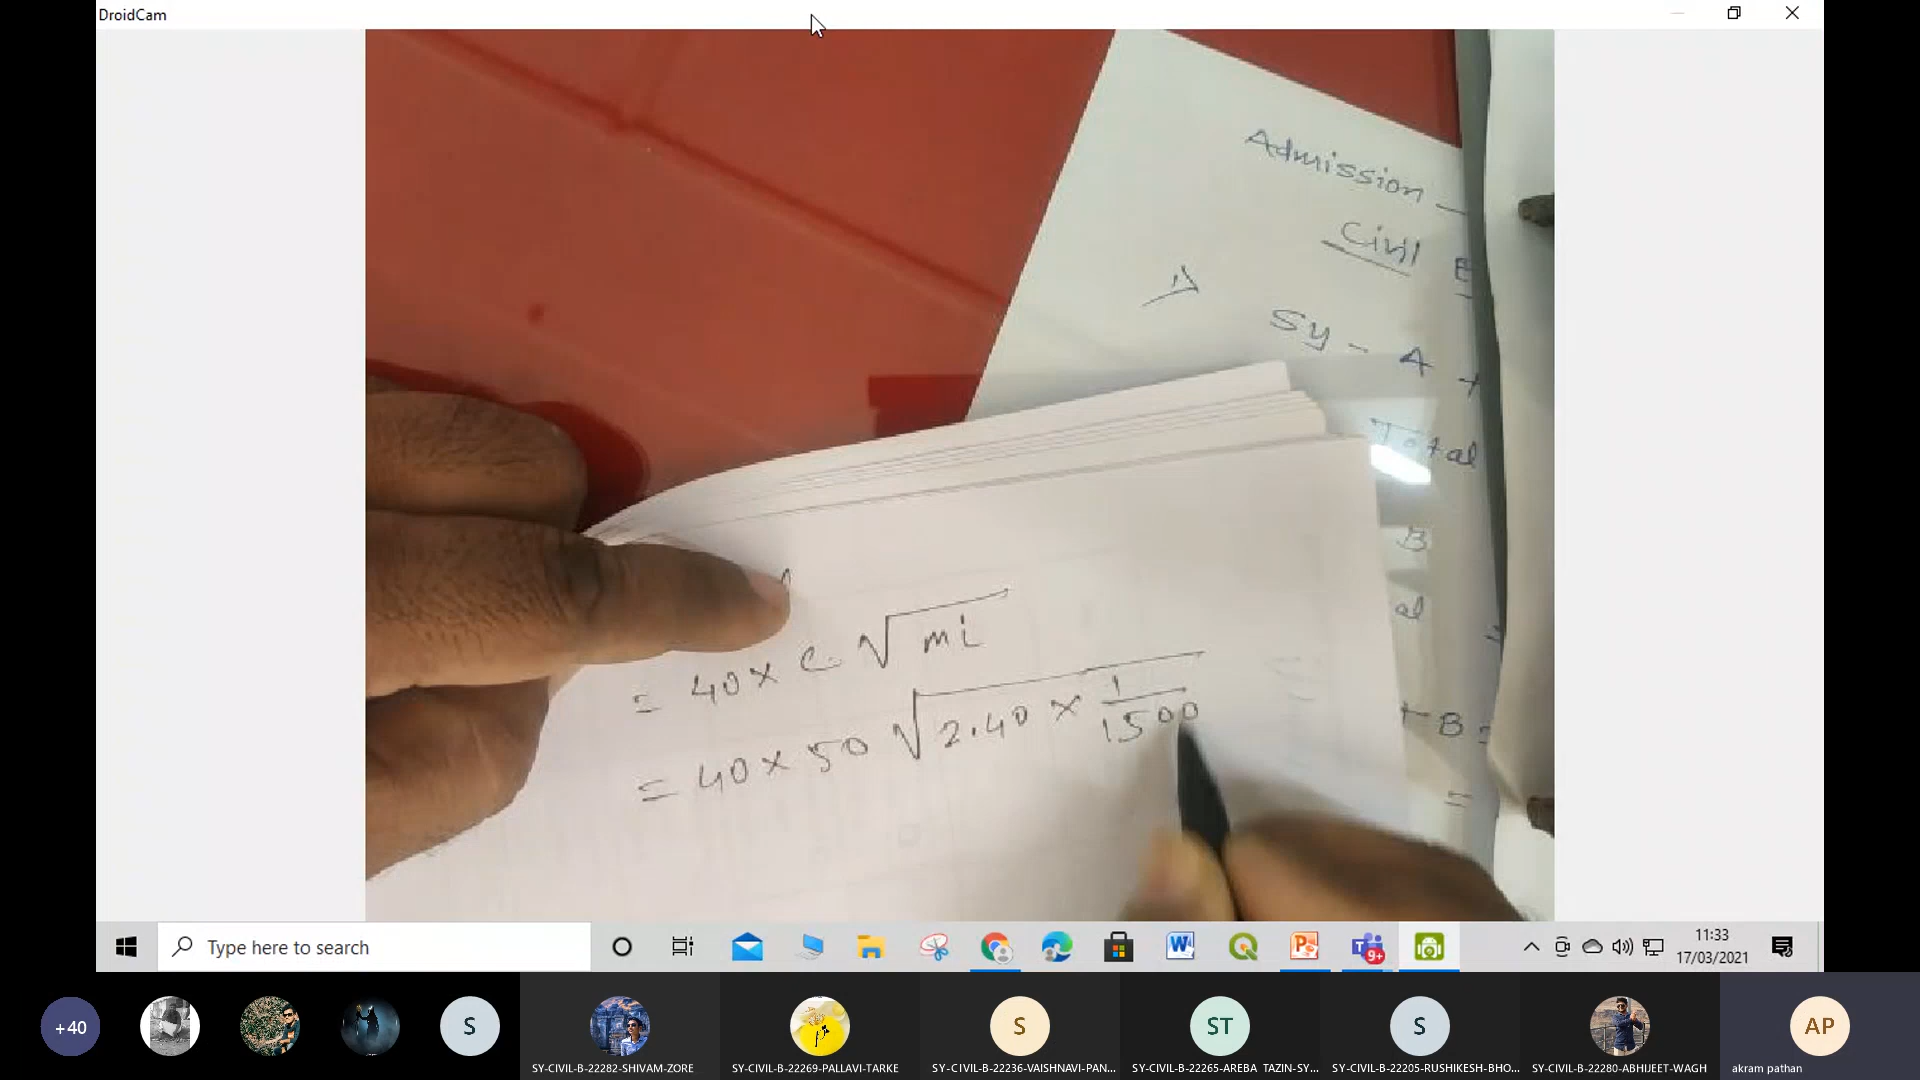 DroidCam
Admission -
Civil E
Sy - A +
Total
B
al
+ B =
=
= 40 x C √mi
= 40 x 50 √2.40 x 1/1500
Type here to search
9+
11:33
17/03/2021
+40
S
S
ST
S
AP
SY-CIVIL-B-22282-SHIVAM-ZORE
SY-CIVIL-B-22269-PALLAVI-TARKE
SY-CIVIL-B-22236-VAISHNAVI-PAN...
SY-CIVIL-B-22265-AREBA TAZIN-SY...
SY-CIVIL-B-22205-RUSHIKESH-BHO...
SY-CIVIL-B-22280-ABHIJEET-WAGH
akram pathan